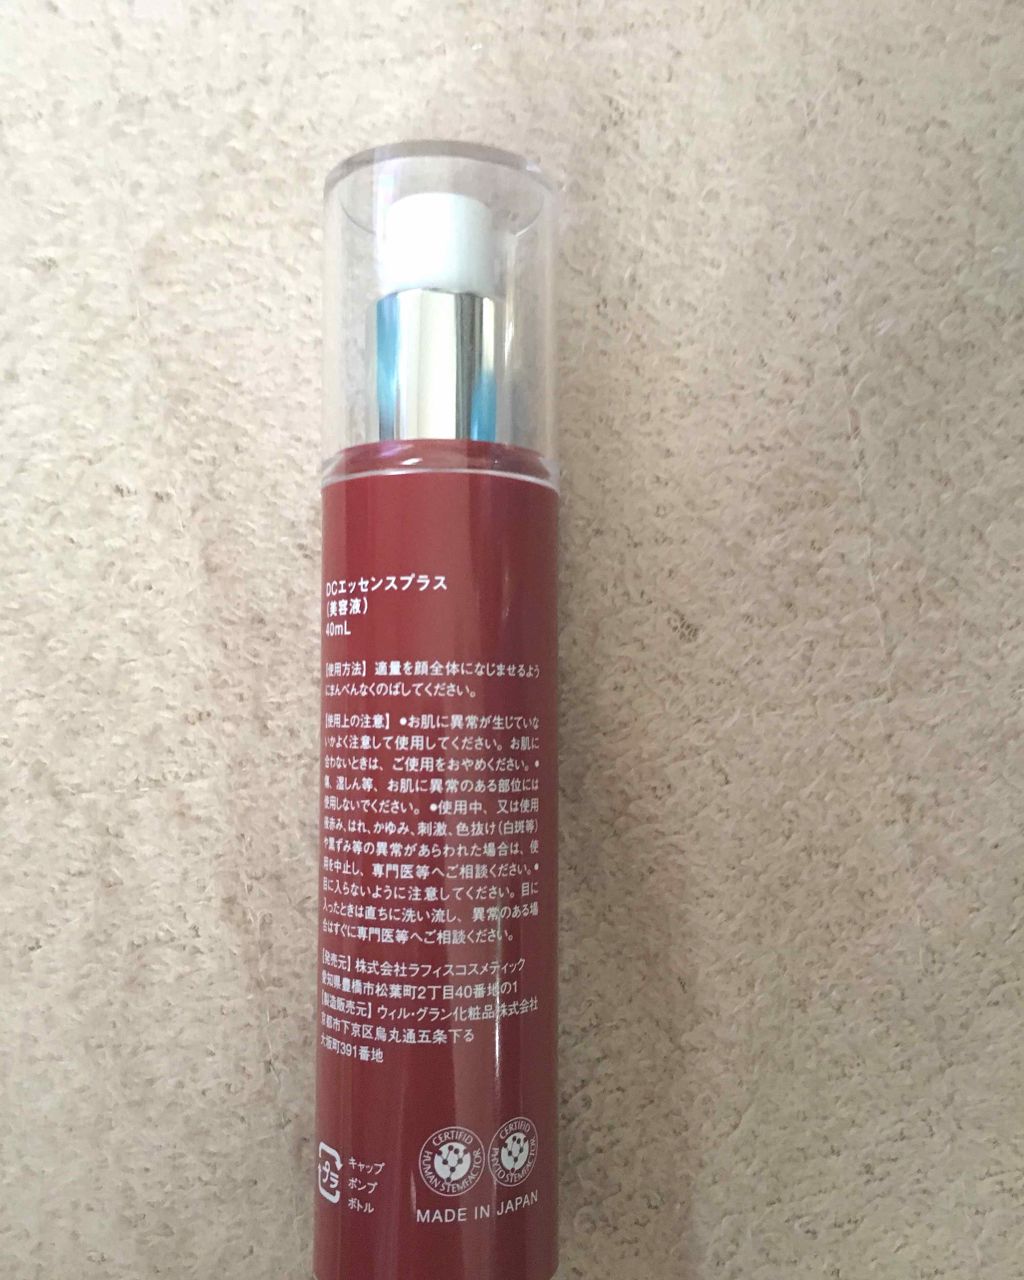 DCエッセンスプラス
(美容液)
40mL
【使用方法】適量を顔全体になじませるよう
にまんべんなくのばしてください。
【使用上の注意】●お肌に異常が生じていな
いかよく注意して使用してください。お肌に
合わないときは、ご使用をおやめください。●
傷、湿しん等、お肌に異常のある部位には
使用しないでください。●使用中、又は使用
後赤み、はれ、かゆみ、刺激、色抜け(白斑等)
や黒ずみ等の異常があらわれた場合は、使
用を中止し、専門医等へご相談ください。●
目に入らないように注意してください。目に
入ったときは直ちに洗い流し、異常のある場
合はすぐに専門医等へご相談ください。
【発売元】株式会社ラフィスコスメティック
愛知県豊橋市松葉町2丁目40番地の1
【製造販売元】ウィル・グラン化粧品株式会社
京都市下京区烏丸通五条下る
大坂町391番地
プラ
キャップ
ポンプ
ボトル
CERTIFID
HUMAN STEMFACTOR
CERTIFID
PHYTO STEMFACTOR
MADE IN JAPAN